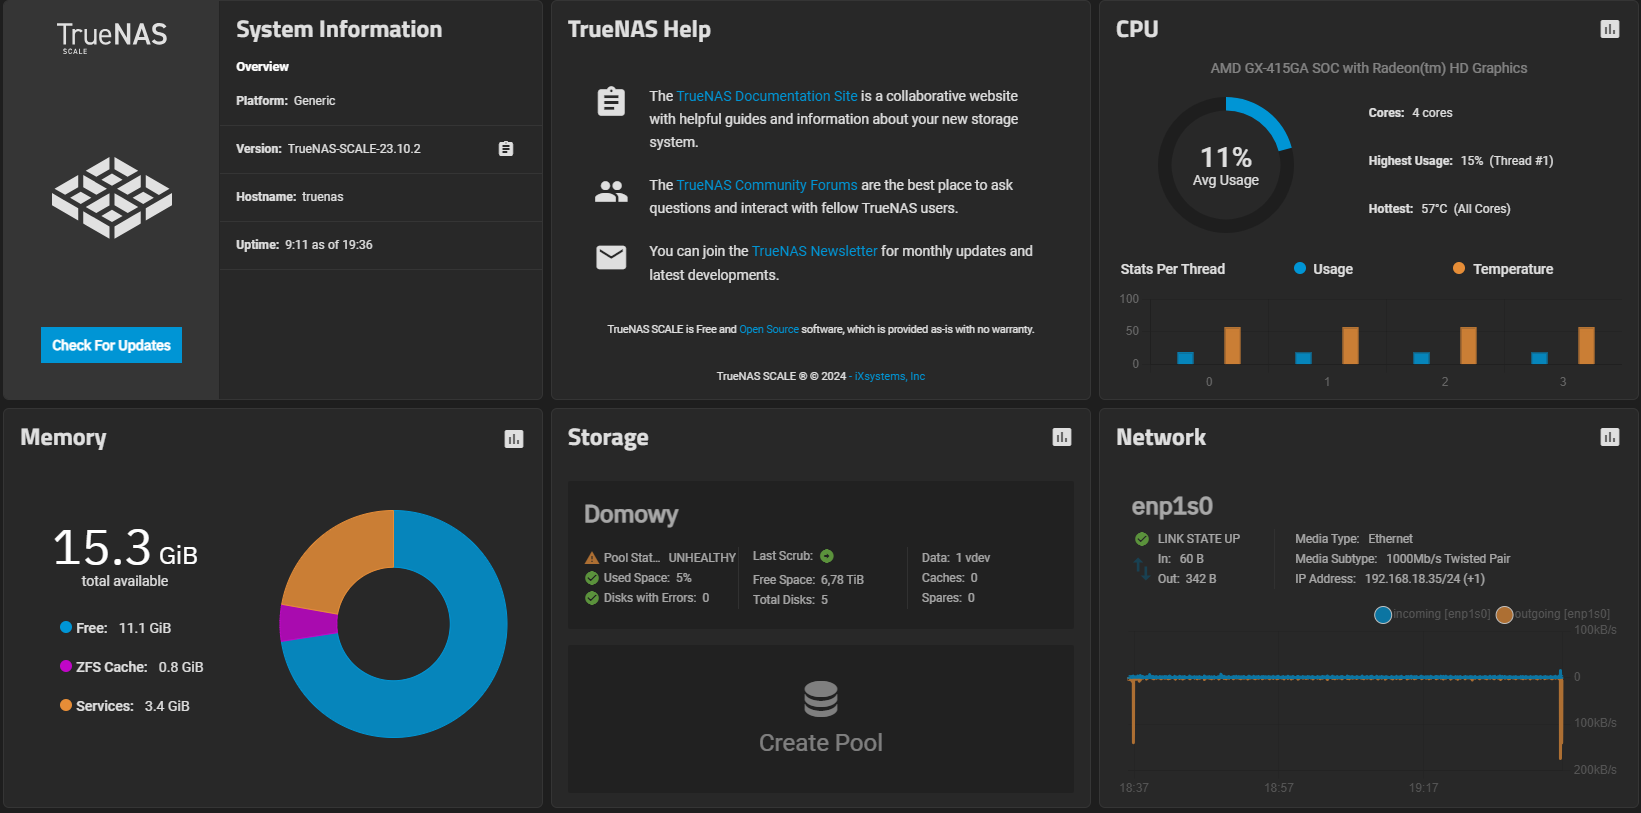 TrueNAS
SCALE
System Information
Overview
Platform: Generic
Version: TrueNAS-SCALE-23.10.2
Hostname: truenas
Uptime: 9:11 as of 19:36
Check For Updates
TrueNAS Help
The TrueNAS Documentation Site is a collaborative website
with helpful guides and information about your new storage
system.
The TrueNAS Community Forums are the best place to ask
questions and interact with fellow TrueNAS users.
You can join the TrueNAS Newsletter for monthly updates and
latest developments.
TrueNAS SCALE is Free and Open Source software, which is provided as-is with no warranty.
TrueNAS SCALE ® © 2024 - iXsystems, Inc
CPU
AMD GX-415GA SOC with Radeon(tm) HD Graphics
11%
Avg Usage
Cores: 4 cores
Highest Usage: 15% (Thread #1)
Hottest: 57°C (All Cores)
Stats Per Thread
Usage
Temperature
100
50
0
0 1 2 3
Memory
15.3 GiB
total available
Free: 11.1 GiB
ZFS Cache: 0.8 GiB
Services: 3.4 GiB
Storage
Domowy
Pool Stat... UNHEALTHY
Used Space: 5%
Disks with Errors: 0
Last Scrub:
Free Space: 6,78 TiB
Total Disks: 5
Data: 1 vdev
Caches: 0
Spares: 0
Create Pool
Network
enp1s0
LINK STATE UP
In: 60 B
Out: 342 B
Media Type: Ethernet
Media Subtype: 1000Mb/s Twisted Pair
IP Address: 192.168.18.35/24 (+1)
incoming [enp1s0] outgoing [enp1s0]
100kB/s
0
100kB/s
200kB/s
18:37 18:57 19:17